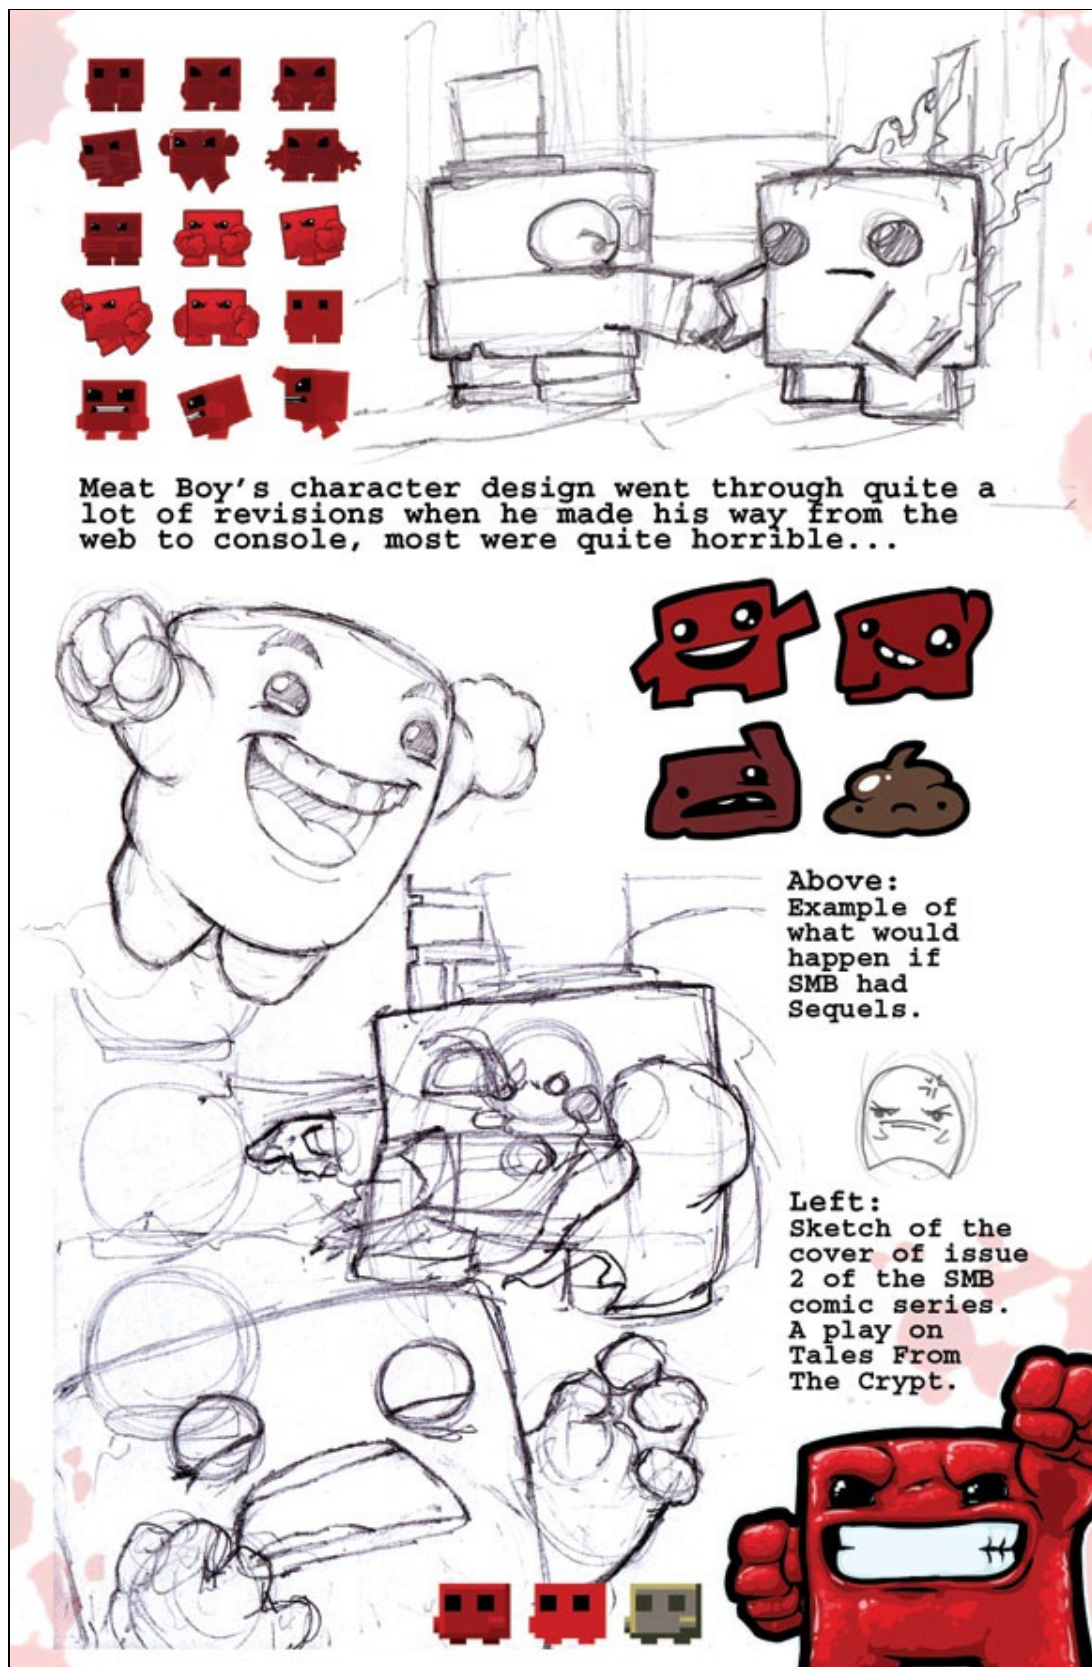 Meat Boy's character design went through quite a
lot of revisions when he made his way from the
web to console, most were quite horrible...
Above:
Example of
what would
happen if
SMB had
Sequels.
Left:
Sketch of the
cover of issue
2 of the SMB
comic series.
A play on
Tales From
The Crypt.